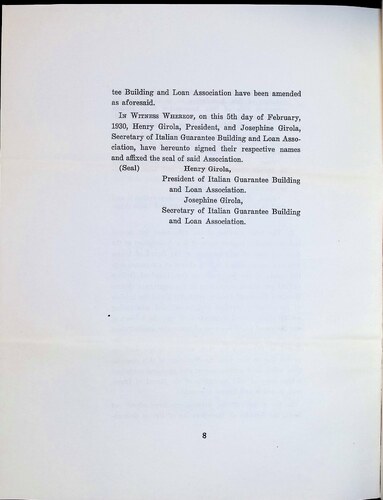 tee Building and Loan Association have been amended
as aforesaid.
In Witness Whereof, on this 5th day of February,
1930, Henry Girola, President, and Josephine Girola,
Secretary of Italian Guarantee Building and Loan Asso-
ciation, have hereunto signed their respective names
and affixed the seal of said Association.
(Seal) Henry Girola,
President of Italian Guarantee Building
and Loan Association.
Josephine Girola,
Secretary of Italian Guarantee Building
and Loan Association.
8